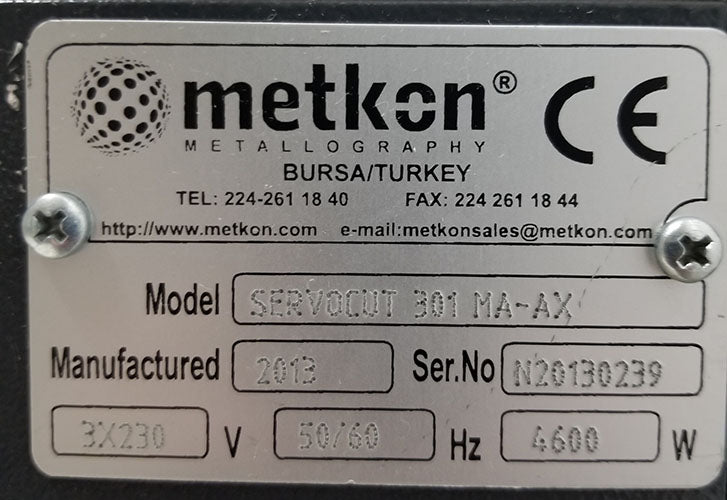 metkon® CE
METALLOGRAPHY
BURSA/TURKEY
TEL: 224-261 18 40 FAX: 224 261 18 44
http://www.metkon.com e-mail:metkonsales@metkon.com
Model SERVOCUT 301 MA-AX
Manufactured 2013 Ser.No N20130239
3X230 V 50/60 Hz 4600 W